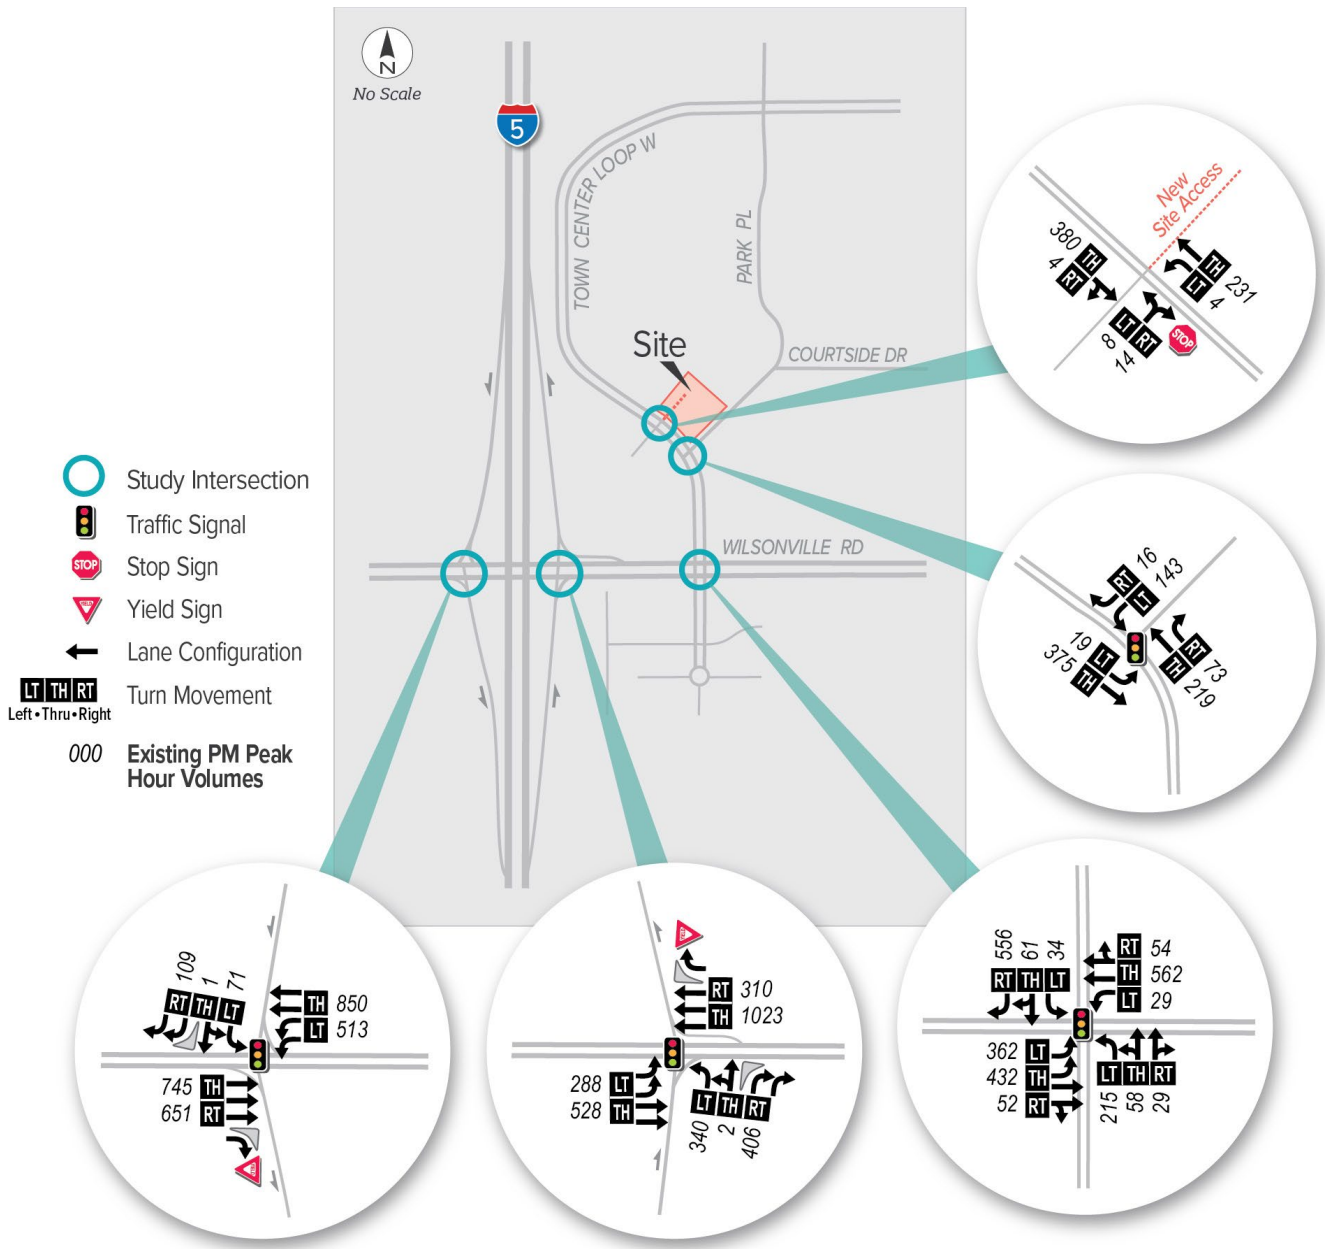 N
No Scale
5
TOWN CENTER LOOP W
PARK PL
COURTSIDE DR
Site
WILSONVILLE RD
Study Intersection
Traffic Signal
STOP
Stop Sign
Yield Sign
Lane Configuration
LT TH RT
Turn Movement
Left•Thru•Right
000
Existing PM Peak
Hour Volumes
New
Site Access
380 TH
4 RT
TH 231
LT 4
LT RT
8
14
STOP
16
143
RT LT
19 LT
375 TH
RT 73
TH 219
109 1 71
RT TH LT
TH 850
LT 513
745 TH
651 RT
RT 310
TH 1023
288 LT
528 TH
LT TH RT
340 2 406
556 61 34
RT TH LT
RT 54
TH 562
LT 29
362 LT
432 TH
52 RT
LT TH RT
215 58 29